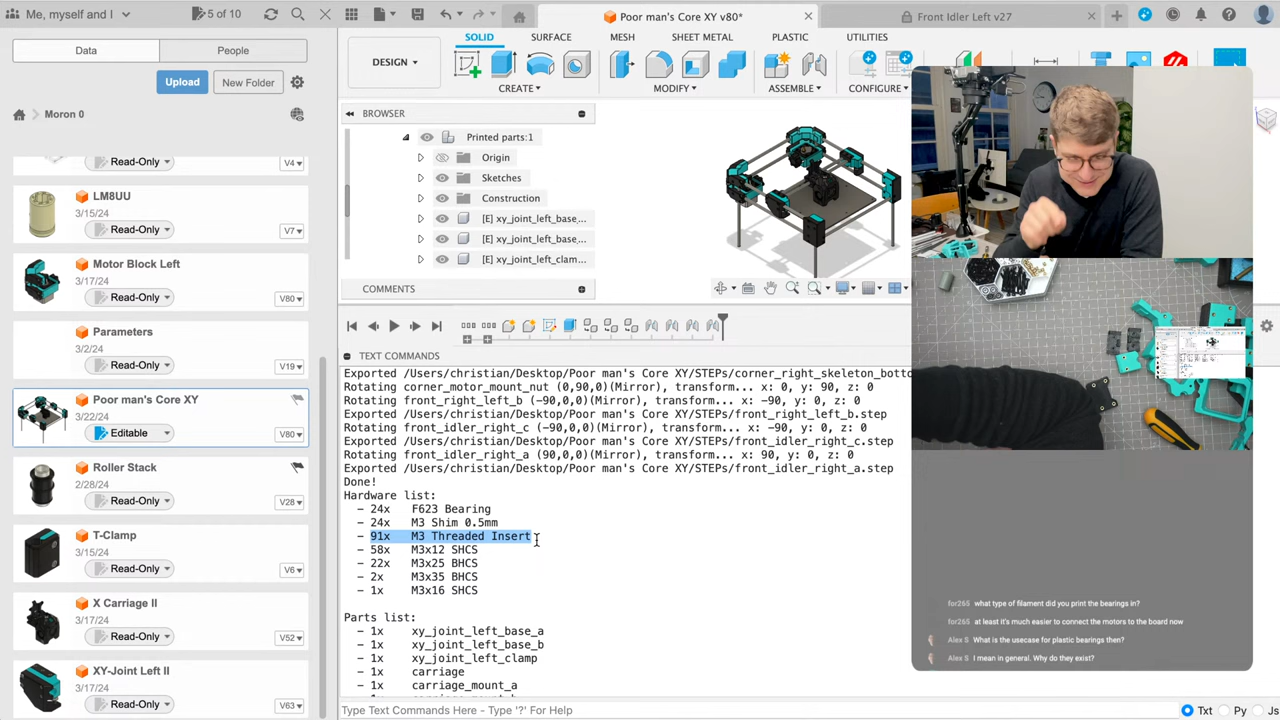 Me, myself and I
5 of 10
Poor man's Core XY v80*
Front Idler Left v27
Data
People
Upload
New Folder
Moron 0
Read-Only
V4
LM8UU
3/15/24
Read-Only
V7
Motor Block Left
3/17/24
Read-Only
V80
Parameters
3/2/24
Read-Only
V19
Poor man's Core XY
3/22/24
Editable
V80
Roller Stack
2/28/24
Read-Only
V28
T-Clamp
3/15/24
Read-Only
V6
X Carriage II
3/17/24
Read-Only
V62
XY-Joint Left II
3/17/24
Read-Only
V63
DESIGN
SOLID
SURFACE
MESH
SHEET METAL
PLASTIC
UTILITIES
CREATE
MODIFY
ASSEMBLE
CONFIGURE
BROWSER
Printed parts:1
Origin
Sketches
Construction
[E] xy_joint_left_base_...
[E] xy_joint_left_base_...
[E] xy_joint_left_clam...
COMMENTS
TEXT COMMANDS
Exported /Users/christian/Desktop/Poor man's Core XY/STEPs/corner_right_skeleton_botto
Rotating corner_motor_mount_nut (0,90,0)(Mirror), transform... x: 0, y: 90, z: 0
Rotating front_right_left_b (-90,0,0)(Mirror), transform... x: -90, y: 0, z: 0
Exported /Users/christian/Desktop/Poor man's Core XY/STEPs/front_right_left_b.step
Rotating front_idler_right_c (-90,0,0)(Mirror), transform... x: -90, y: 0, z: 0
Exported /Users/christian/Desktop/Poor man's Core XY/STEPs/front_idler_right_c.step
Rotating front_idler_right_a (90,0,0)(Mirror), transform... x: 90, y: 0, z: 0
Exported /Users/christian/Desktop/Poor man's Core XY/STEPs/front_idler_right_a.step
Done!
Hardware list:
– 24x F623 Bearing
– 24x M3 Shim 0.5mm
– 91x M3 Threaded Insert
– 58x M3x12 SHCS
– 22x M3x25 BHCS
– 2x M3x35 BHCS
– 1x M3x16 SHCS
Parts list:
– 1x xy_joint_left_base_a
– 1x xy_joint_left_base_b
– 1x xy_joint_left_clamp
– 1x carriage
– 1x carriage_mount_a
Type Text Commands Here - Type '?' For Help
Txt
Py
Js
for265 what type of filament did you print the bearings in?
for265 at least it's much easier to connect the motors to the board now
Alex S What is the usecase for plastic bearings then?
Alex S I mean in general. Why do they exist?